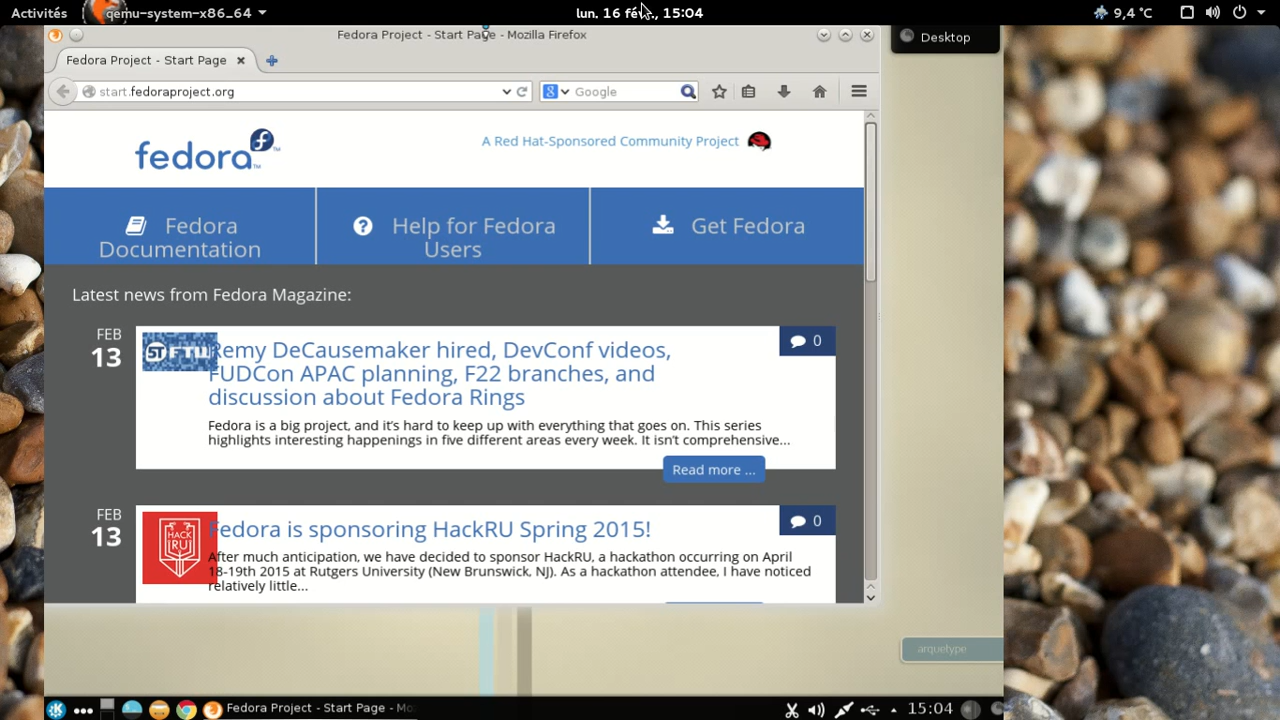 Activités
qemu-system-x86_64
lun. 16 fév., 15:04
9,4 °C
Fedora Project - Start Page - Mozilla Firefox
Desktop
Fedora Project - Start Page
start.fedoraproject.org
Google
fedora
A Red Hat-Sponsored Community Project
Fedora
Documentation
Help for Fedora
Users
Get Fedora
Latest news from Fedora Magazine:
FEB
13
ST FTW
0
Remy DeCausemaker hired, DevConf videos,
FUDCon APAC planning, F22 branches, and
discussion about Fedora Rings
Fedora is a big project, and it's hard to keep up with everything that goes on. This series
highlights interesting happenings in five different areas every week. It isn't comprehensive...
Read more ...
FEB
13
HACK
RU
0
Fedora is sponsoring HackRU Spring 2015!
After much anticipation, we have decided to sponsor HackRU, a hackathon occurring on April
18-19th 2015 at Rutgers University (New Brunswick, NJ). As a hackathon attendee, I have noticed
relatively little...
arquetype
Fedora Project - Start Page - Mo
15:04